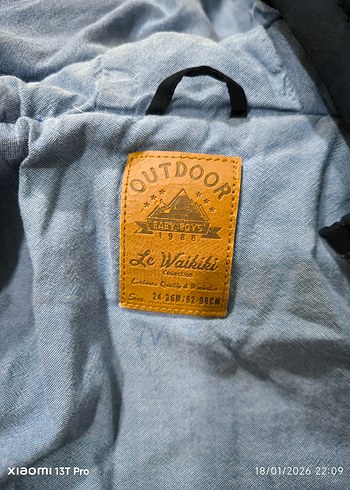 OUTDOOR
BABY BOYS
1988
Lc Waikiki
Size 24-36M/92-98CM
XIAOMI 13T Pro
18/01/2026 22:09